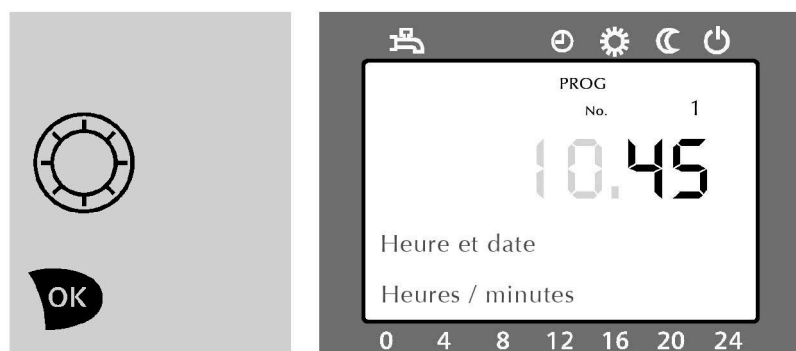 PROG
No. 1
10.45
Heure et date
Heures / minutes
OK
0 4 8 12 16 20 24